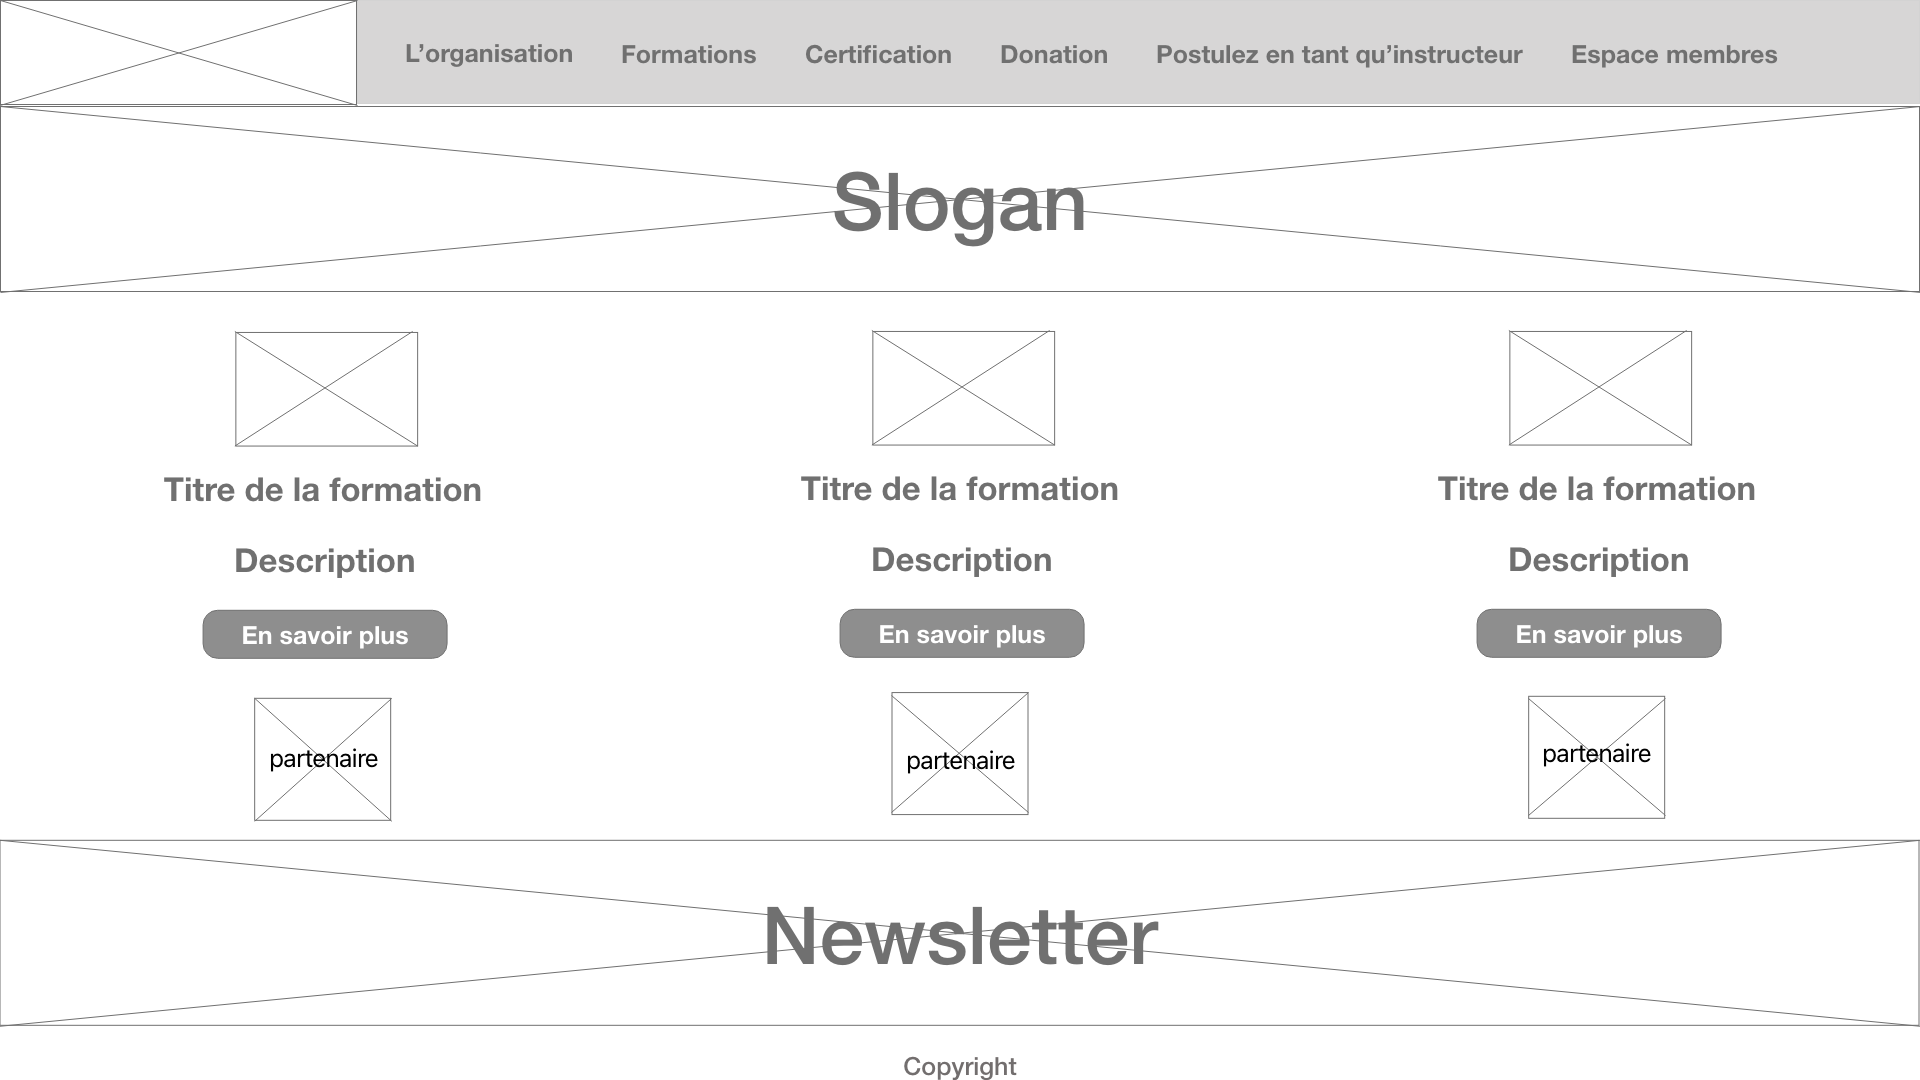 L’organisation Formations Certification Donation Postulez en tant qu’instructeur Espace membres
Slogan
Titre de la formation Titre de la formation Titre de la formation
Description Description Description
En savoir plus En savoir plus En savoir plus
partenaire partenaire partenaire
Newsletter
Copyright